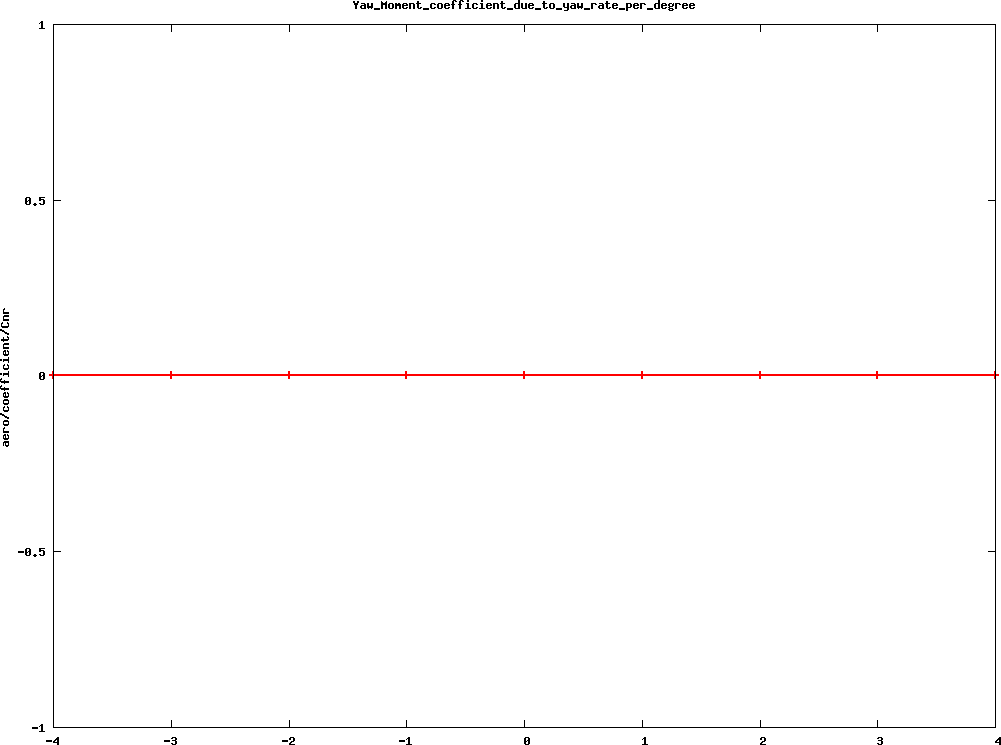 Yaw_Moment_coefficient_due_to_yaw_rate_per_degree
1
0.5
0
-0.5
-1
aero/coefficient/Cnr
-4 -3 -2 -1 0 1 2 3 4